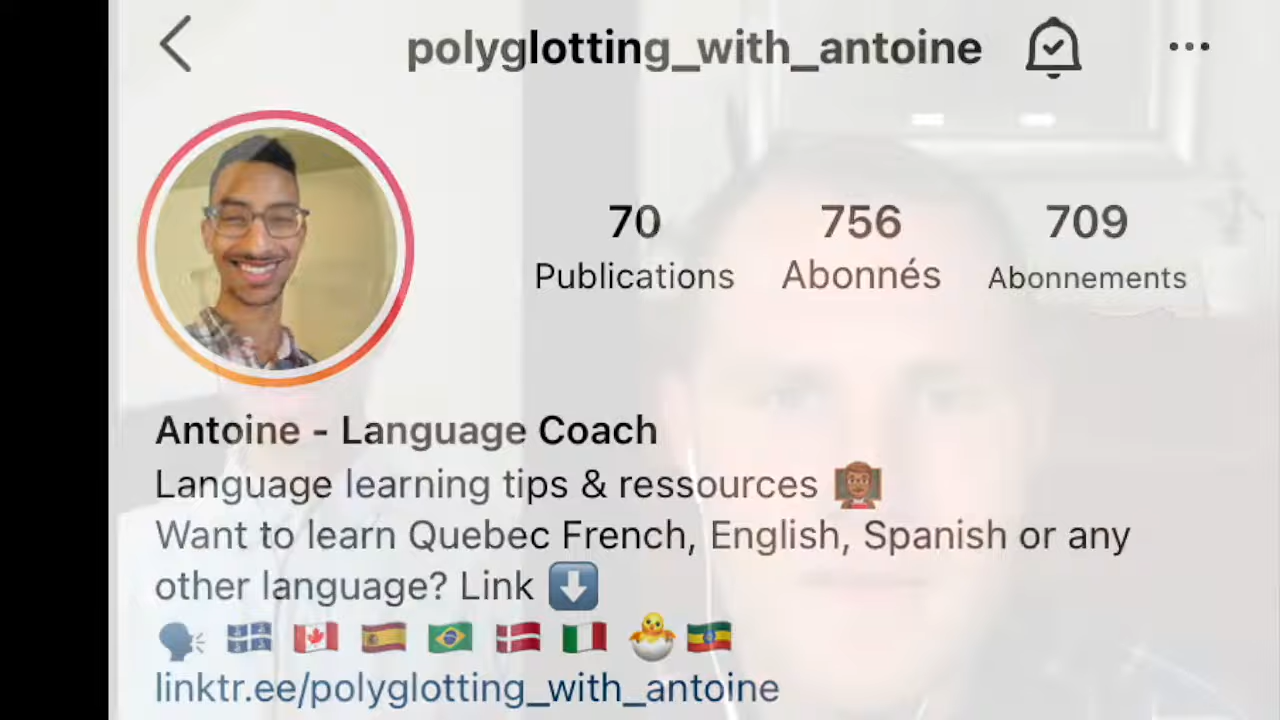 polyglotting_with_antoine
70 756 709
Publications Abonnés Abonnements
Antoine - Language Coach
Language learning tips & ressources
Want to learn Quebec French, English, Spanish or any
other language? Link
linktr.ee/polyglotting_with_antoine